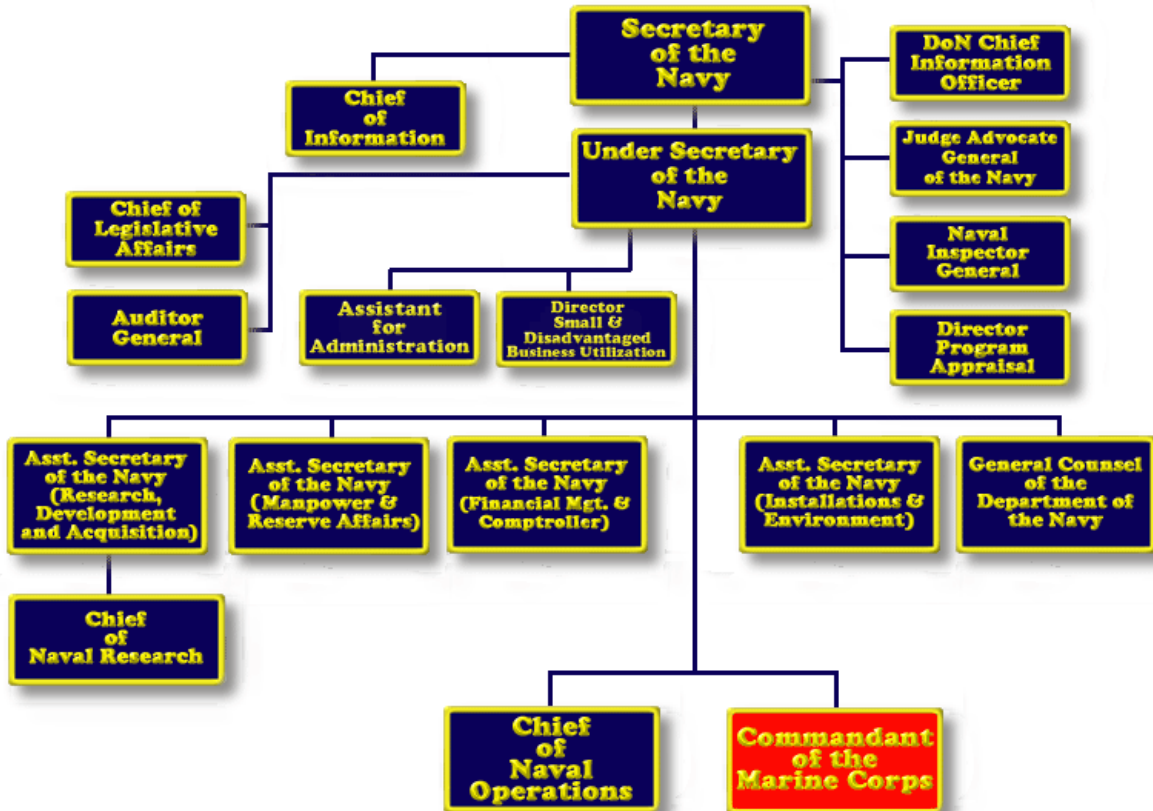 Secretary
of the
Navy
DoN Chief
Information
Officer
Chief
of
Information
Under Secretary
of the
Navy
Judge Advocate
General
of the Navy
Chief of
Legislative
Affairs
Naval
Inspector
General
Auditor
General
Assistant
for
Administration
Director
Small &
Disadvantaged
Business Utilization
Director
Program
Appraisal
Asst. Secretary
of the Navy
(Research,
Development
and Acquisition)
Asst. Secretary
of the Navy
(Manpower &
Reserve Affairs)
Asst. Secretary
of the Navy
(Financial Mgt. &
Comptroller)
Asst. Secretary
of the Navy
(Installations &
Environment)
General Counsel
of the
Department of
the Navy
Chief
of
Naval Research
Chief
of
Naval
Operations
Commandant
of the
Marine Corps